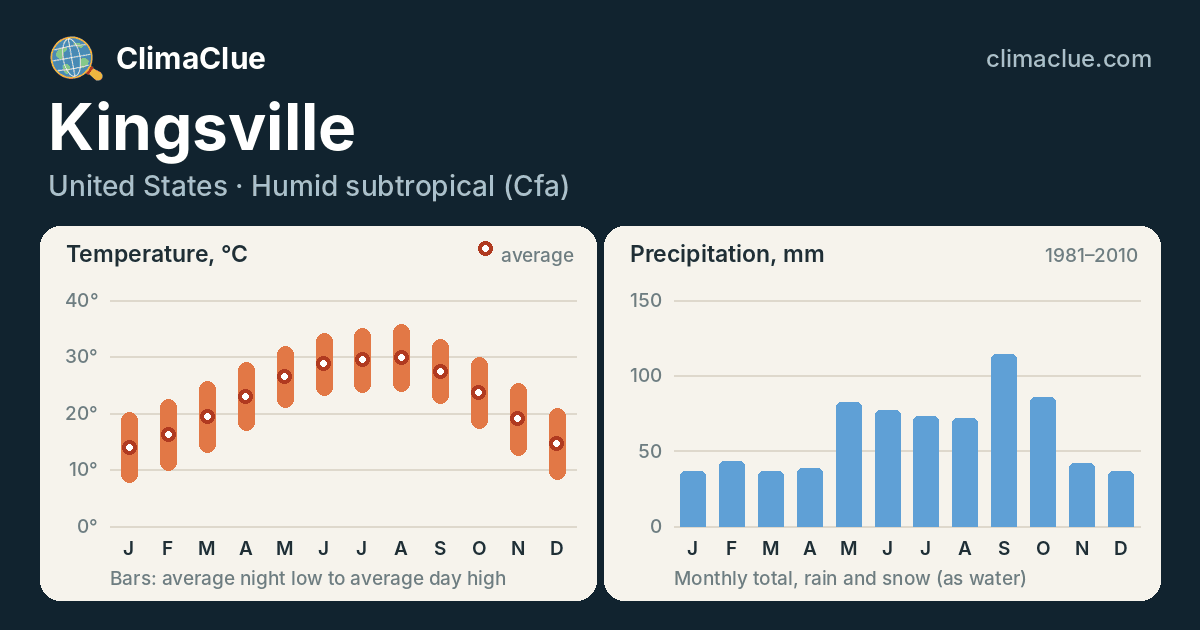 ClimaClue
climaclue.com
Kingsville
United States · Humid subtropical (Cfa)
Temperature, °C
average
40°
30°
20°
10°
0°
J F M A M J J A S O N D
Bars: average night low to average day high
Precipitation, mm
1981–2010
150
100
50
0
J F M A M J J A S O N D
Monthly total, rain and snow (as water)